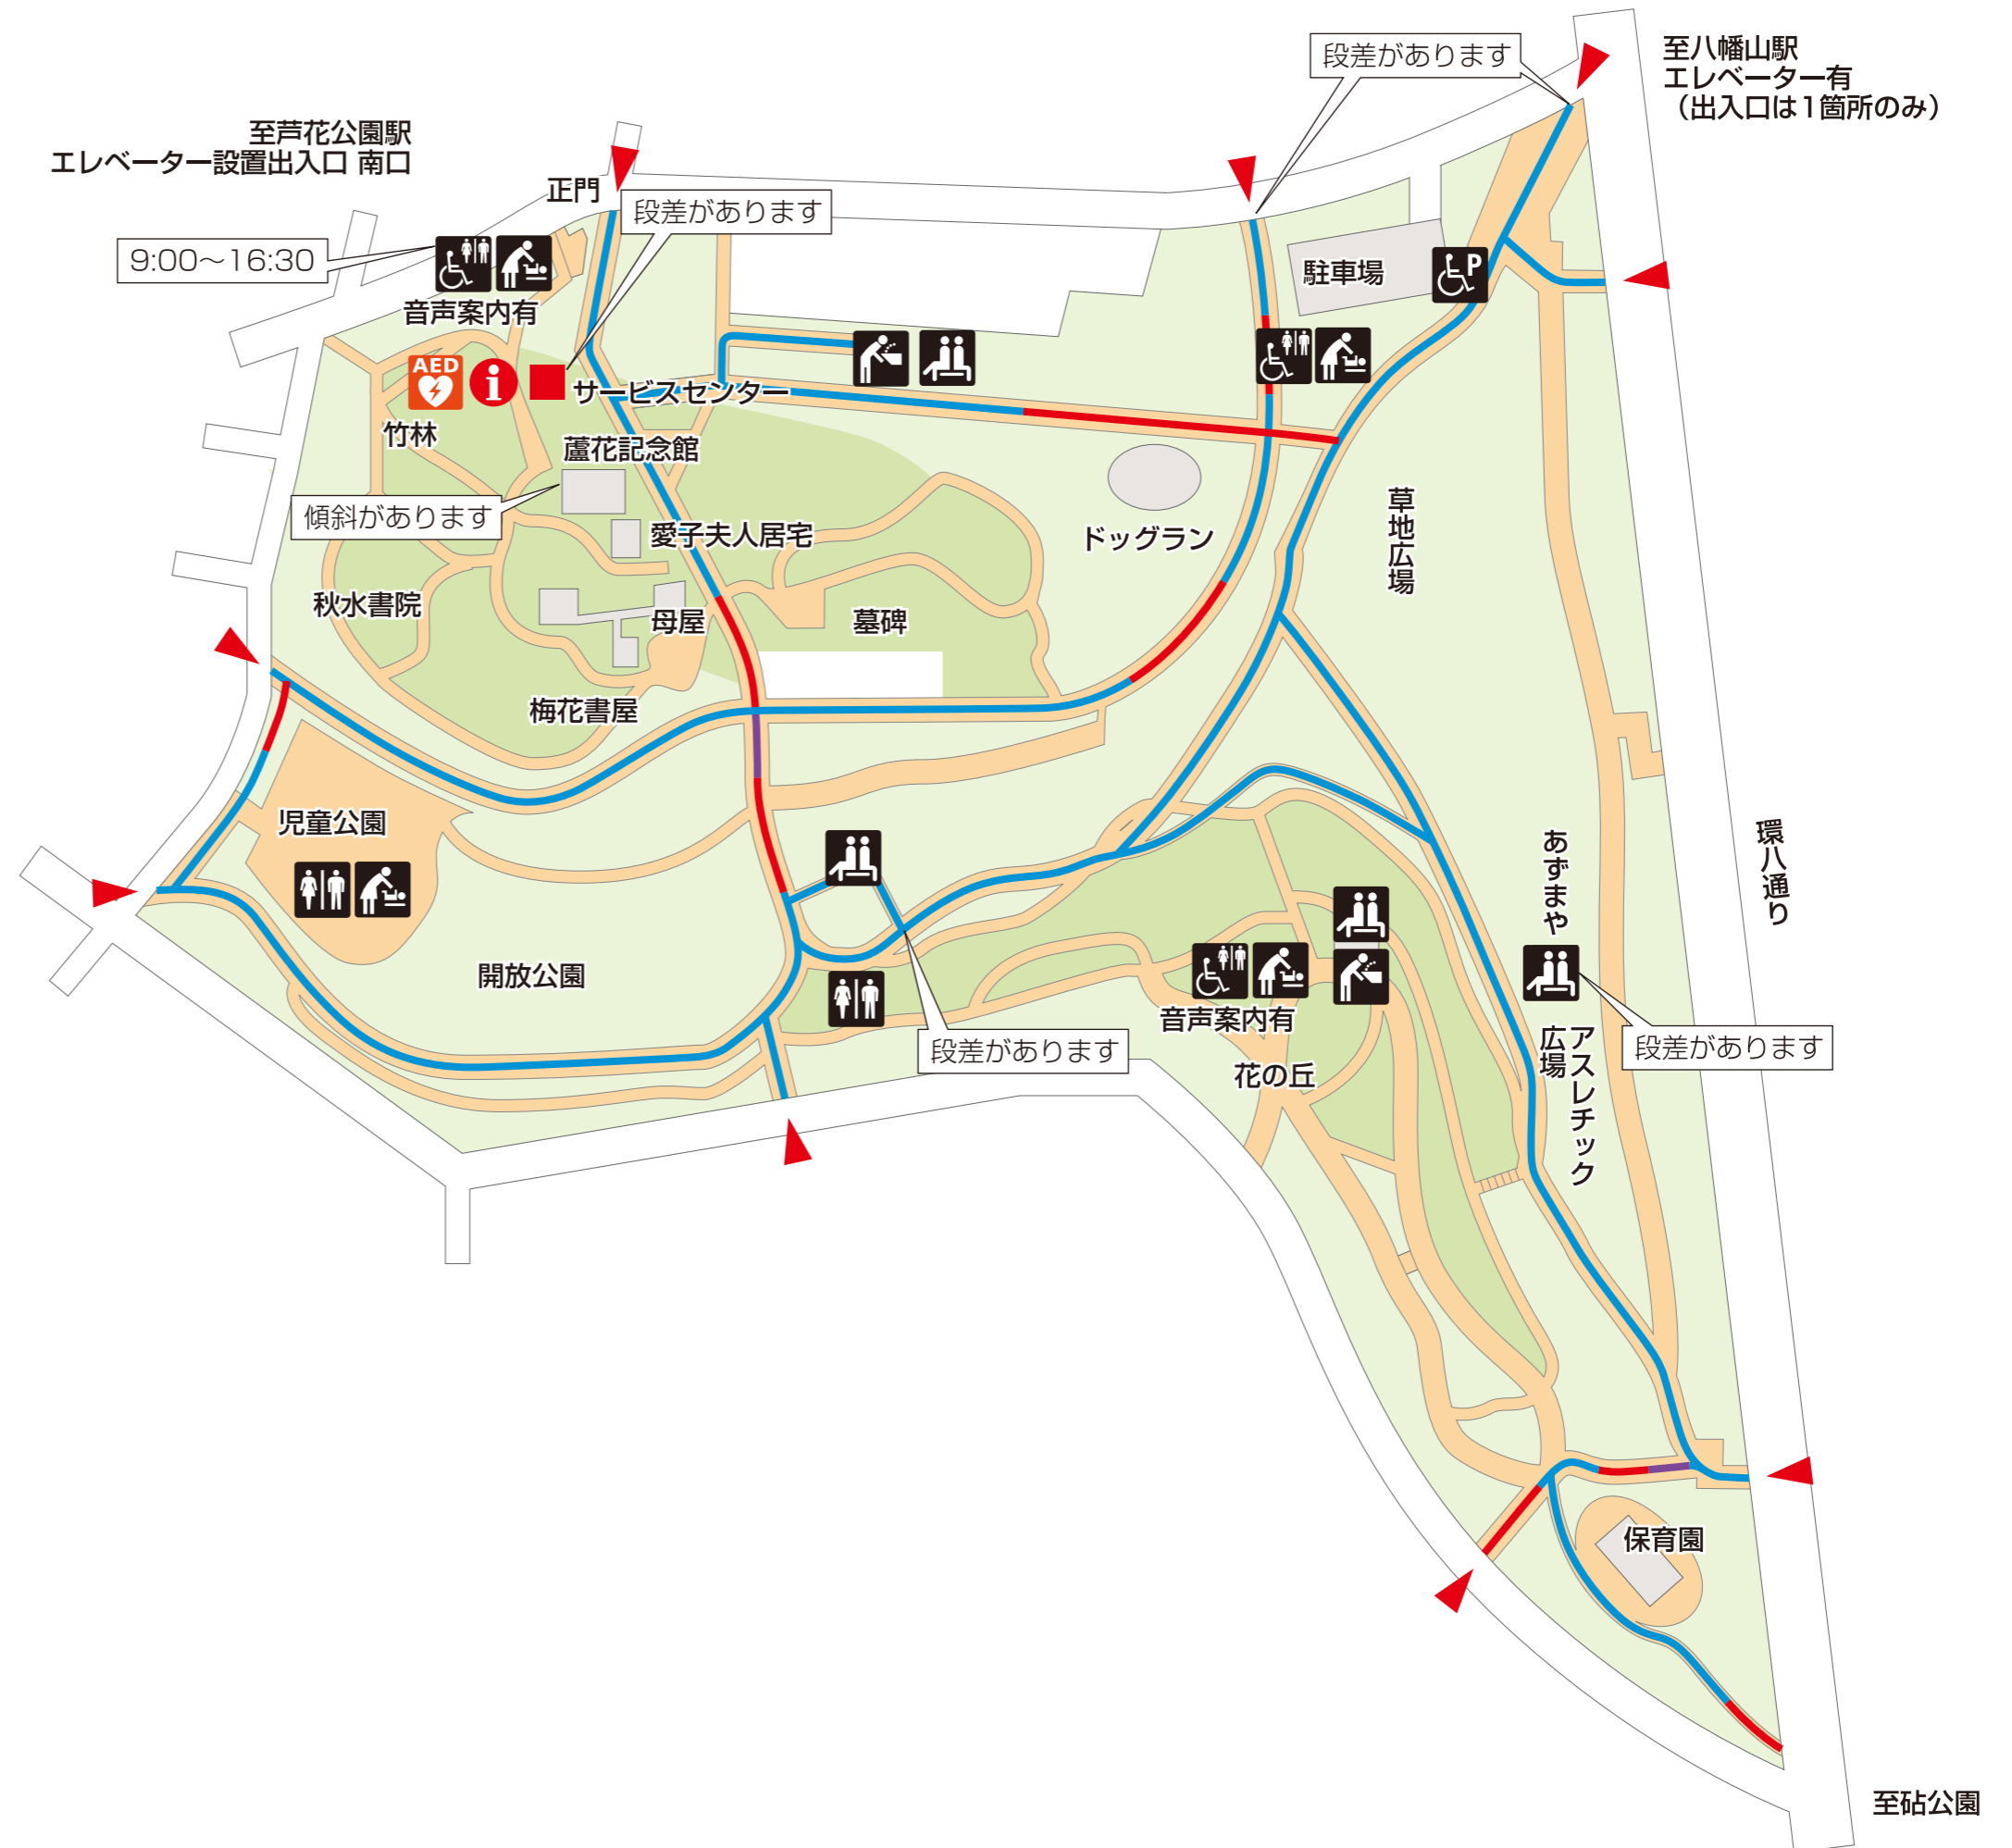 段差があります
至八幡山駅
エレベーター有
（出入口は1箇所のみ）
至芦花公園駅
エレベーター設置出入口 南口
正門
段差があります
9:00～16:30
音声案内有
駐車場
P
AED
i
サービスセンター
竹林
蘆花記念館
傾斜があります
愛子夫人居宅
ドッグラン
草地広場
秋水書院
母屋
墓碑
梅花書屋
児童公園
あずまや
環八通り
開放公園
音声案内有
段差があります
花の丘
アスレチック
広場
段差があります
保育園
至砧公園